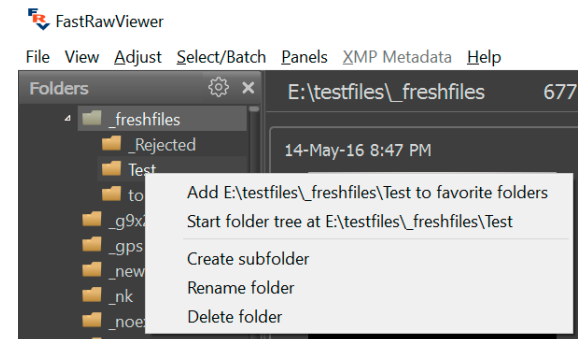 FastRawViewer
File View Adjust Select/Batch Panels XMP Metadata Help
Folders
E:\testfiles\_freshfiles 677
_freshfiles
_Rejected
14-May-16 8:47 PM
Test
to
Add E:\testfiles\_freshfiles\Test to favorite folders
Start folder tree at E:\testfiles\_freshfiles\Test
Create subfolder
Rename folder
Delete folder
_gps
_new
_nk